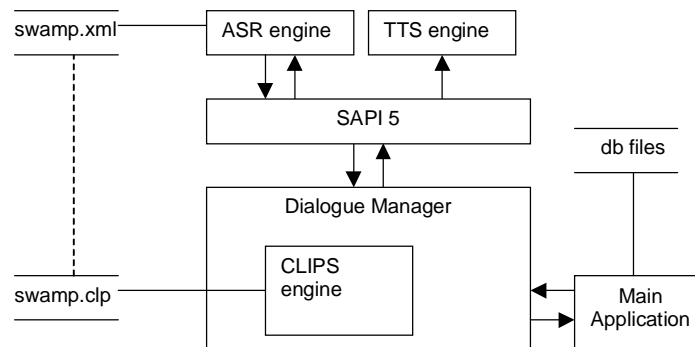 swamp.xml
ASR engine
TTS engine
SAPI 5
db files
Dialogue Manager
CLIPS
engine
swamp.clp
Main
Application